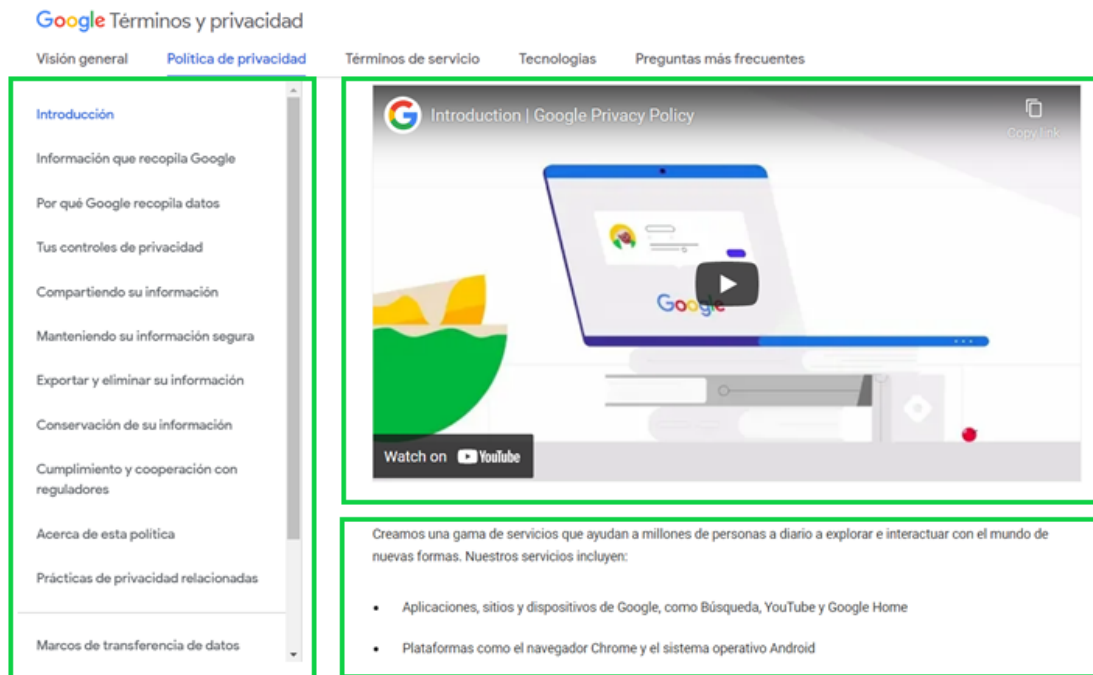 Google Términos y privacidad
Visión general Política de privacidad Términos de servicio Tecnologias Preguntas más frecuentes
Introducción
Información que recopila Google
Por qué Google recopila datos
Tus controles de privacidad
Compartiendo su información
Manteniendo su información segura
Exportar y eliminar su información
Conservación de su información
Cumplimiento y cooperación con
reguladores
Acerca de esta política
Prácticas de privacidad relacionadas
Marcos de transferencia de datos
G Introduction | Google Privacy Policy
Copy link
Google
Watch on YouTube
Creamos una gama de servicios que ayudan a millones de personas a diario a explorar e interactuar con el mundo de
nuevas formas. Nuestros servicios incluyen:
• Aplicaciones, sitios y dispositivos de Google, como Búsqueda, YouTube y Google Home
• Plataformas como el navegador Chrome y el sistema operativo Android